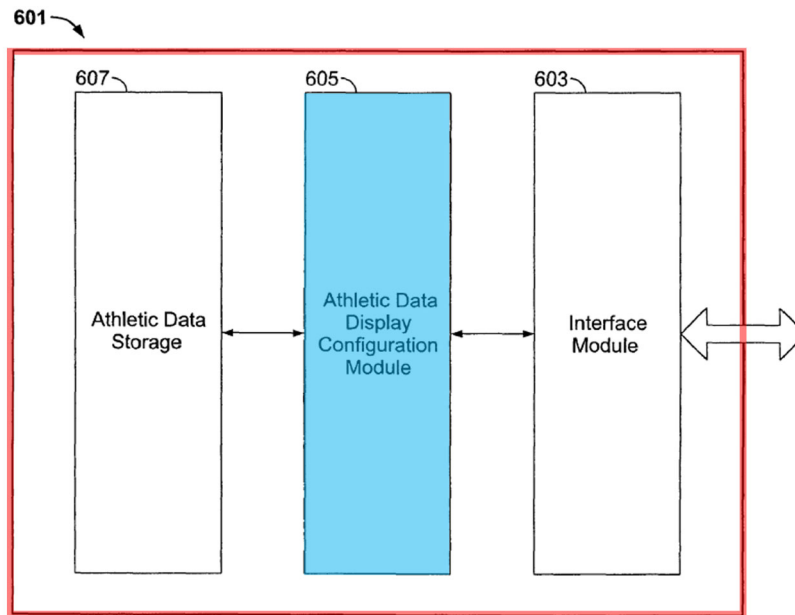 601
607
605
603
Athletic Data
Storage
Athletic Data
Display
Configuration
Module
Interface
Module